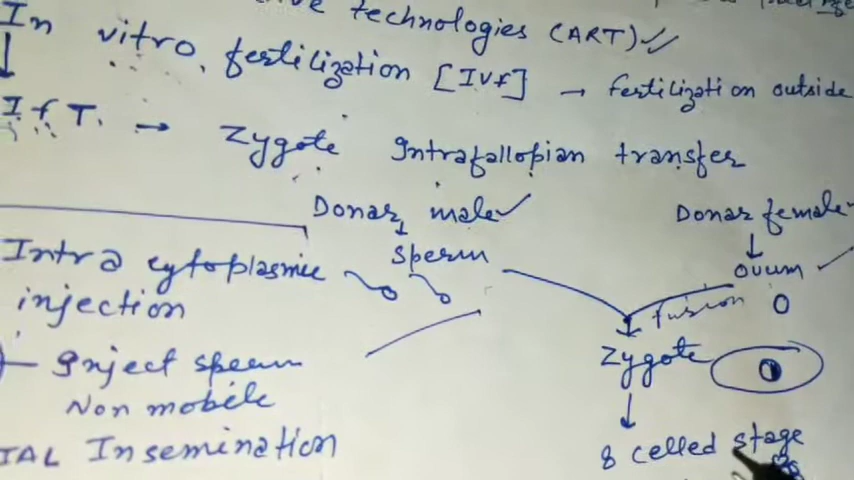 technologies (ART)
In vitro fertilization [IVf] → fertilization outside
IfT. → Zygote Intrafallopian transfer
Donar male
Donar female
sperm
ovum
Intra cytoplasmic
injection
fusion
Zygote
Inject sperm
Non mobile
8 celled stage
IAL Insemination